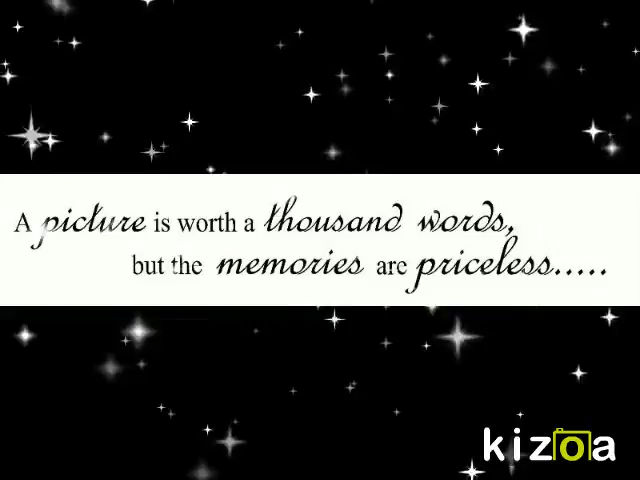 A picture is worth a thousand words,
but the memories are priceless.....
kizoa